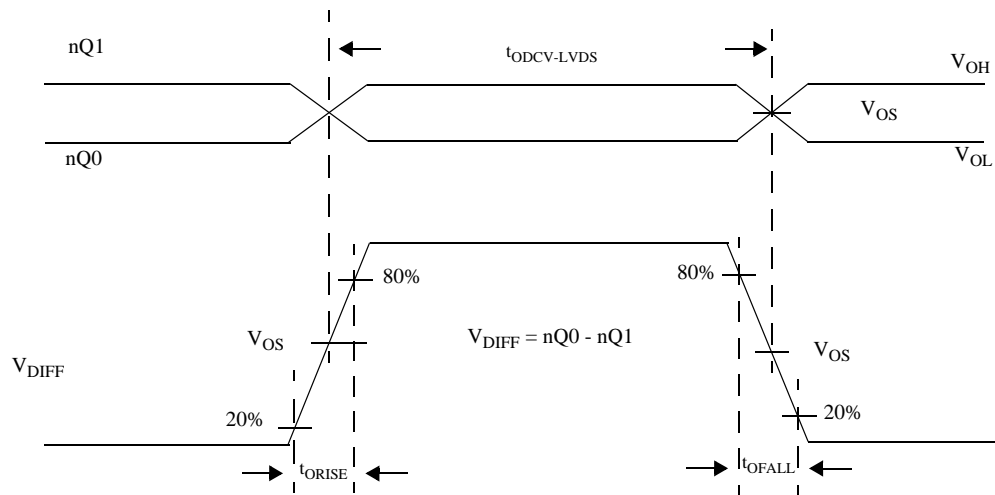 nQ1
tODCV-LVDS
VOH
VOS
nQ0
VOL
80%
80%
VOS
VDIFF = nQ0 - nQ1
VOS
VDIFF
20%
20%
tORISE
tOFALL